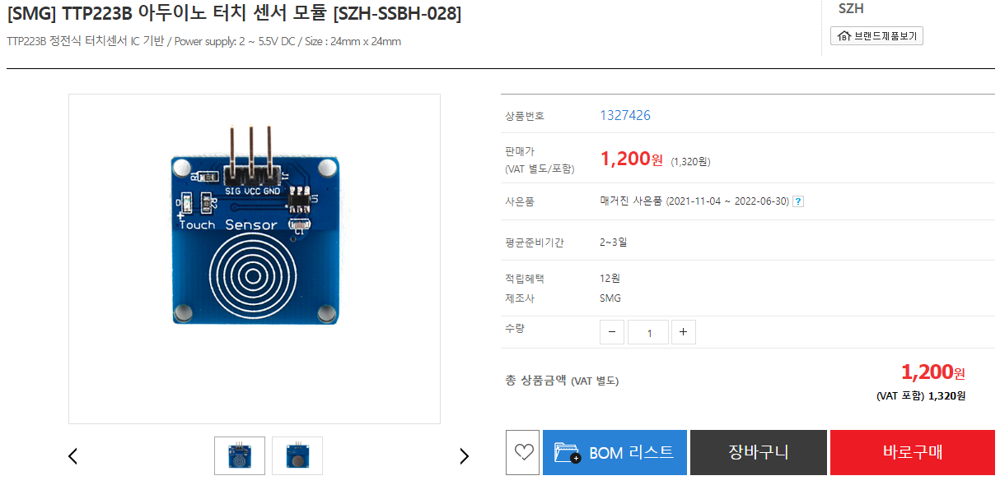 [SMG] TTP223B 아두이노 터치 센서 모듈 [SZH-SSBH-028]
TTP223B 정전식 터치센서 IC 기반 / Power supply: 2 ~ 5.5V DC / Size : 24mm x 24mm
SZH
브랜드제품보기
R1
J1
SIG VCC GND
D
R2
U1
+
Touch Sensor
C1
상품번호 1327426
판매가
(VAT 별도/포함) 1,200원 (1,320원)
사은품 매거진 사은품 (2021-11-04 ~ 2022-06-30) ?
평균준비기간 2~3일
적립혜택 12원
제조사 SMG
수량 − 1 +
총 상품금액 (VAT 별도) 1,200원
(VAT 포함) 1,320원
BOM 리스트 장바구니 바로구매